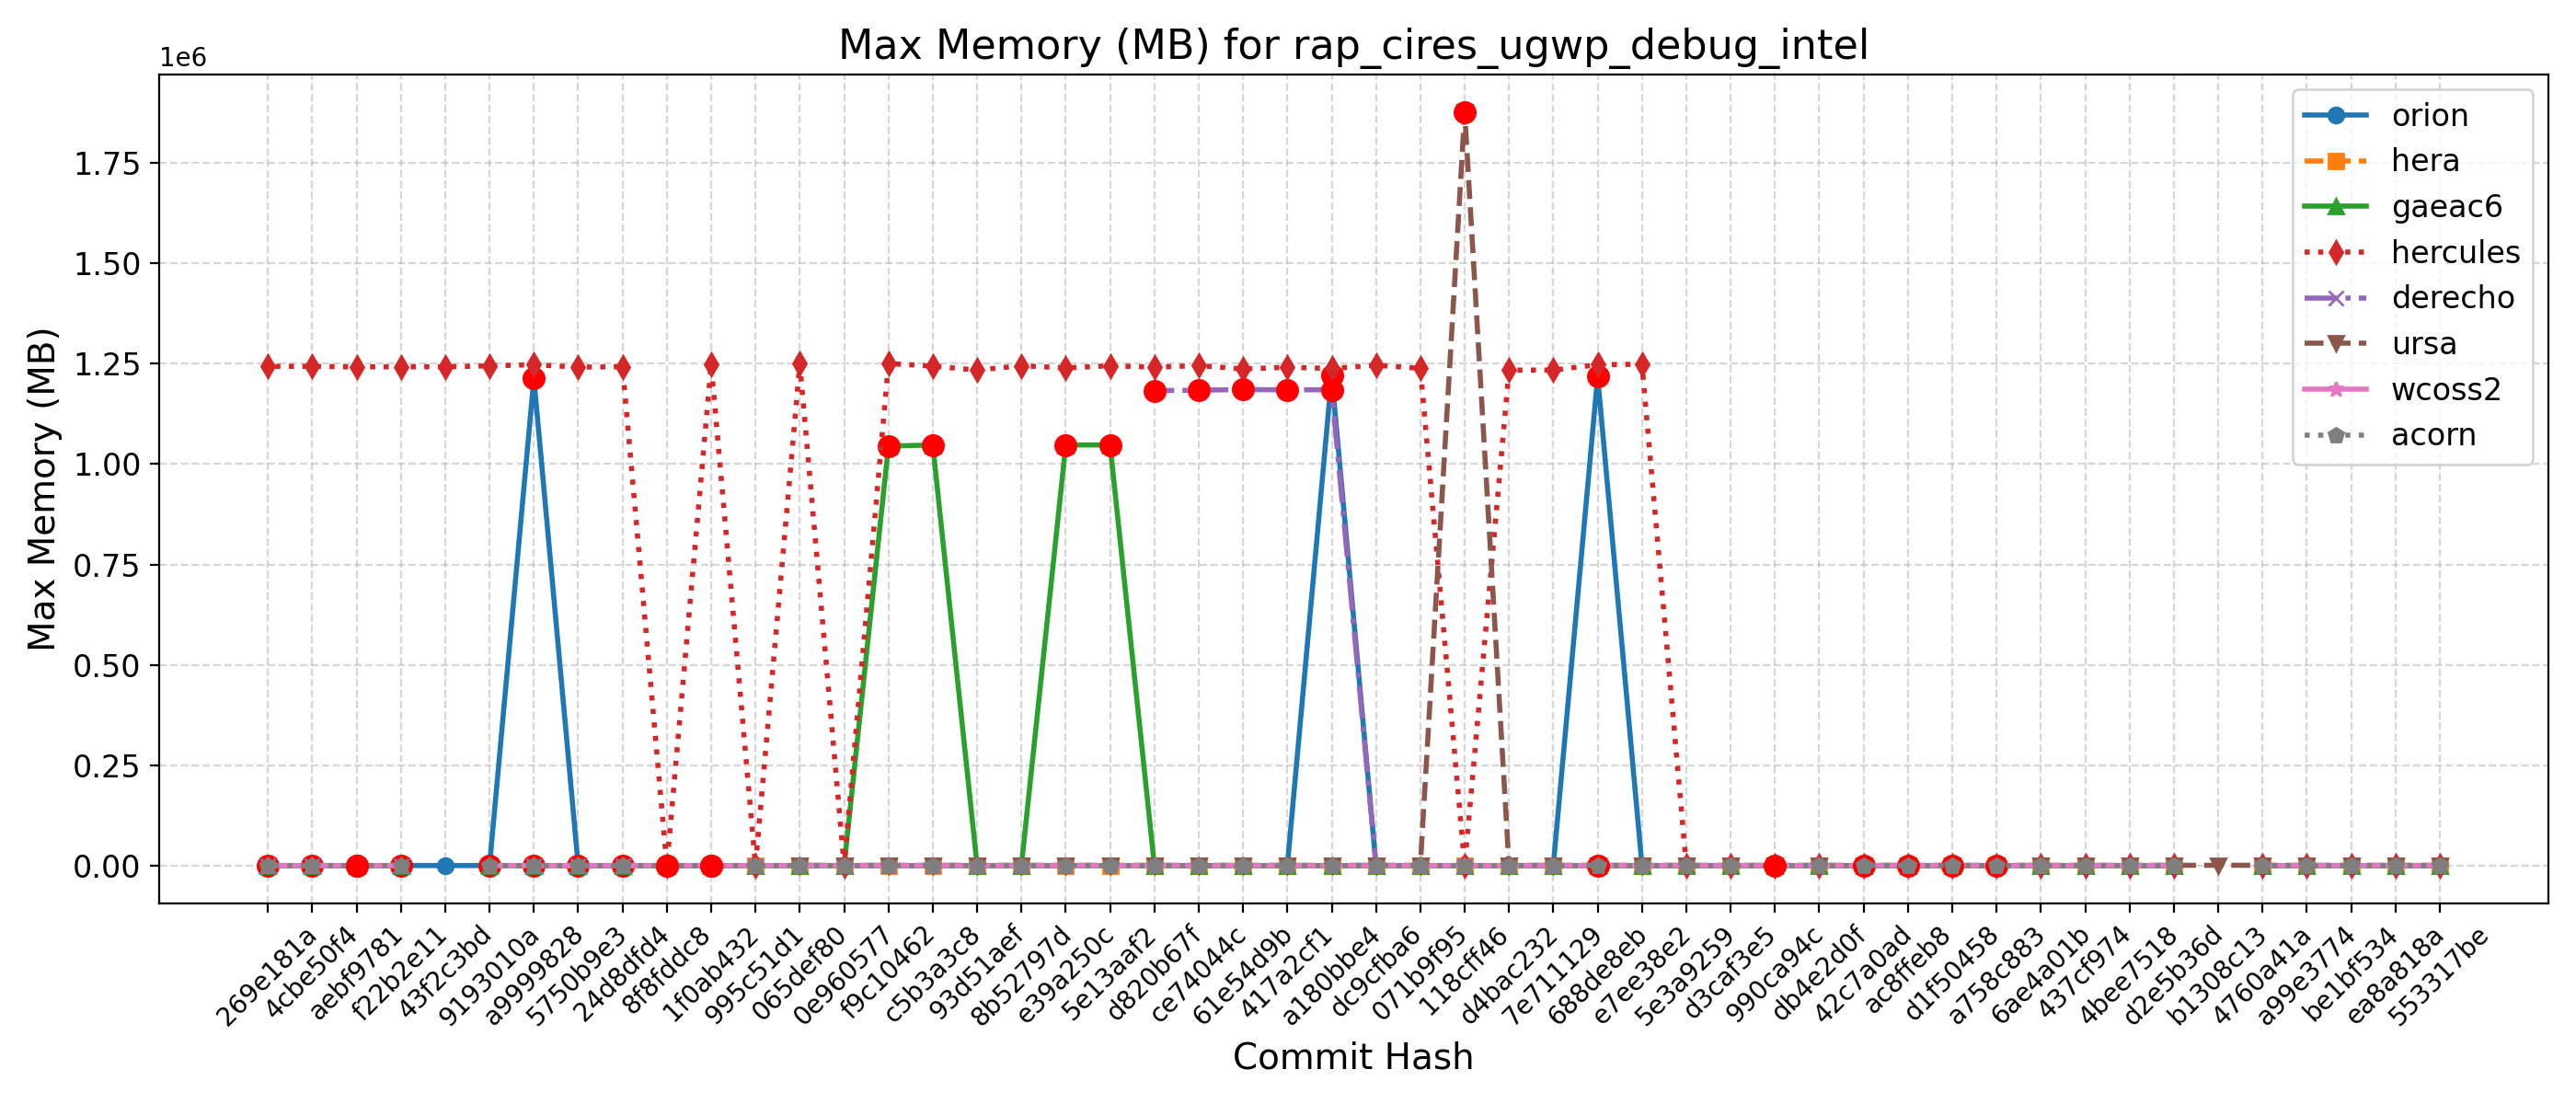 Max Memory (MB) for rap_cires_ugwp_debug_intel
1e6
1.75
1.50
1.25
1.00
0.75
0.50
0.25
0.00
Max Memory (MB)
orion
hera
gaeac6
hercules
derecho
ursa
wcoss2
acorn
269e181a
4cbe50f4
aebf9781
f22b2e11
43f2c3bd
9193010a
a9999828
5750b9e3
24d8dfd4
8f8fddc8
1f0ab432
995c51d1
065def80
0e960577
f9c10462
c5b3a3c8
93d51aef
8b52797d
e39a250c
5e13aaf2
d820b67f
ce74044c
61e54d9b
417a2cf1
a180bbe4
dc9cfba6
071b9f95
118cff46
d4bac232
7e711129
688de8eb
e7ee38e2
5e3a9259
d3caf3e5
990ca94c
db4e2d0f
42c7a0ad
ac8ffeb8
d1f50458
a758c883
6ae4a01b
437cf974
4bee7518
d2e5b36d
b1308c13
4760a41a
a99e3774
be1bf534
ea8a818a
553317be
Commit Hash